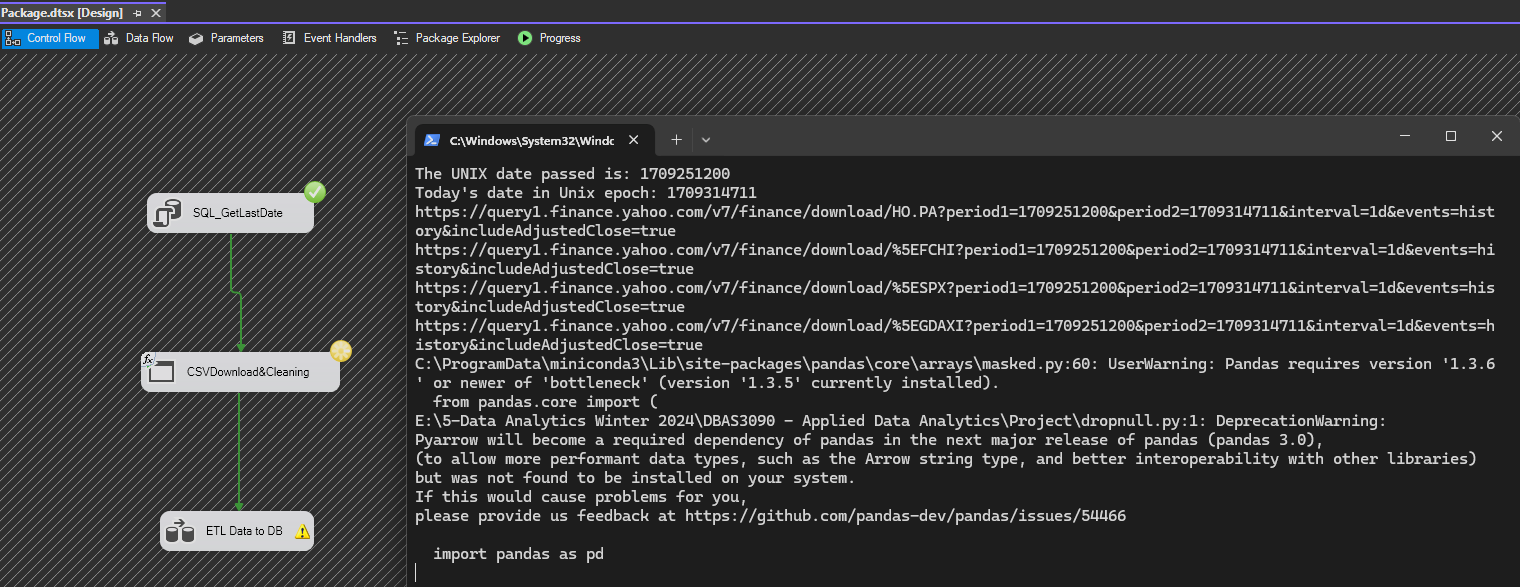 Package.dtsx [Design]
Control Flow
Data Flow
Parameters
Event Handlers
Package Explorer
Progress
SQL_GetLastDate
fx
CSVDownload&Cleaning
ETL Data to DB
C:\Windows\System32\Windc
The UNIX date passed is: 1709251200
Today's date in Unix epoch: 1709314711
https://query1.finance.yahoo.com/v7/finance/download/HO.PA?period1=1709251200&period2=1709314711&interval=1d&events=hist
ory&includeAdjustedClose=true
https://query1.finance.yahoo.com/v7/finance/download/%5EFCHI?period1=1709251200&period2=1709314711&interval=1d&events=hi
story&includeAdjustedClose=true
https://query1.finance.yahoo.com/v7/finance/download/%5ESPX?period1=1709251200&period2=1709314711&interval=1d&events=his
tory&includeAdjustedClose=true
https://query1.finance.yahoo.com/v7/finance/download/%5EGDAXI?period1=1709251200&period2=1709314711&interval=1d&events=h
istory&includeAdjustedClose=true
C:\ProgramData\miniconda3\Lib\site-packages\pandas\core\arrays\masked.py:60: UserWarning: Pandas requires version '1.3.6
' or newer of 'bottleneck' (version '1.3.5' currently installed).
from pandas.core import (
E:\5-Data Analytics Winter 2024\DBAS3090 - Applied Data Analytics\Project\dropnull.py:1: DeprecationWarning:
Pyarrow will become a required dependency of pandas in the next major release of pandas (pandas 3.0),
(to allow more performant data types, such as the Arrow string type, and better interoperability with other libraries)
but was not found to be installed on your system.
If this would cause problems for you,
please provide us feedback at https://github.com/pandas-dev/pandas/issues/54466
import pandas as pd